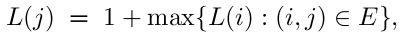 L(j) = 1 + max{L(i) : (i, j) ∈ E},